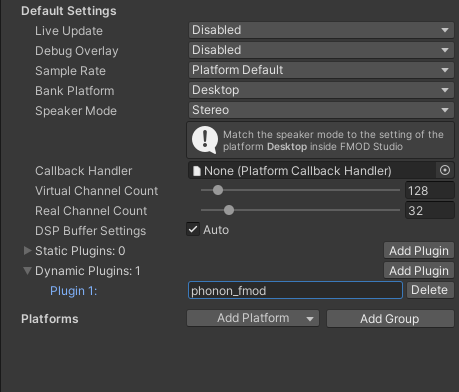 Default Settings
Live Update Disabled
Debug Overlay Disabled
Sample Rate Platform Default
Bank Platform Desktop
Speaker Mode Stereo
Match the speaker mode to the setting of the
platform Desktop inside FMOD Studio
Callback Handler None (Platform Callback Handler)
Virtual Channel Count 128
Real Channel Count 32
DSP Buffer Settings Auto
Static Plugins: 0 Add Plugin
Dynamic Plugins: 1 Add Plugin
Plugin 1: phonon_fmod Delete
Platforms Add Platform Add Group